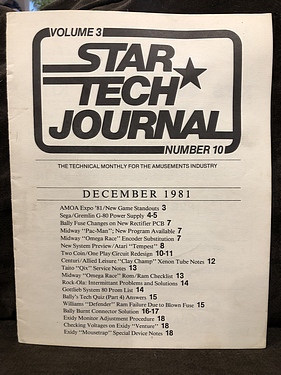 VOLUME 3
STAR
TECH
JOURNAL
NUMBER 10
THE TECHNICAL MONTHLY FOR THE AMUSEMENTS INDUSTRY
DECEMBER 1981
AMOA Expo '81/New Game Standouts 3
Sega/Gremlin G-80 Power Supply 4-5
Bally Fuse Changes on New Rectifier PCB 7
Midway "Pac-Man"; New Program Available 7
Midway "Omega Race" Encoder Substitution 7
New System Preview/Atari "Tempest" 8
Two Coin/One Play Circuit Redesign 10-11
Centuri/Allied Leisure "Clay Champ" Xenon Tube Notes 12
Taito "Qix" Service Notes 13
Midway "Omega Race" Rom/Ram Checklist 13
Rock-Ola: Intermittant Problems and Solutions 14
Gottlieb System 80 Prom List 14
Bally's Tech Quiz (Part 4) Answers 15
Williams "Defender" Ram Failure Due to Blown Fuse 15
Bally Burnt Connector Solution 16-17
Exidy Monitor Adjustment Procedure 18
Checking Voltages on Exidy "Venture" 18
Exidy "Mousetrap" Special Device Notes 18